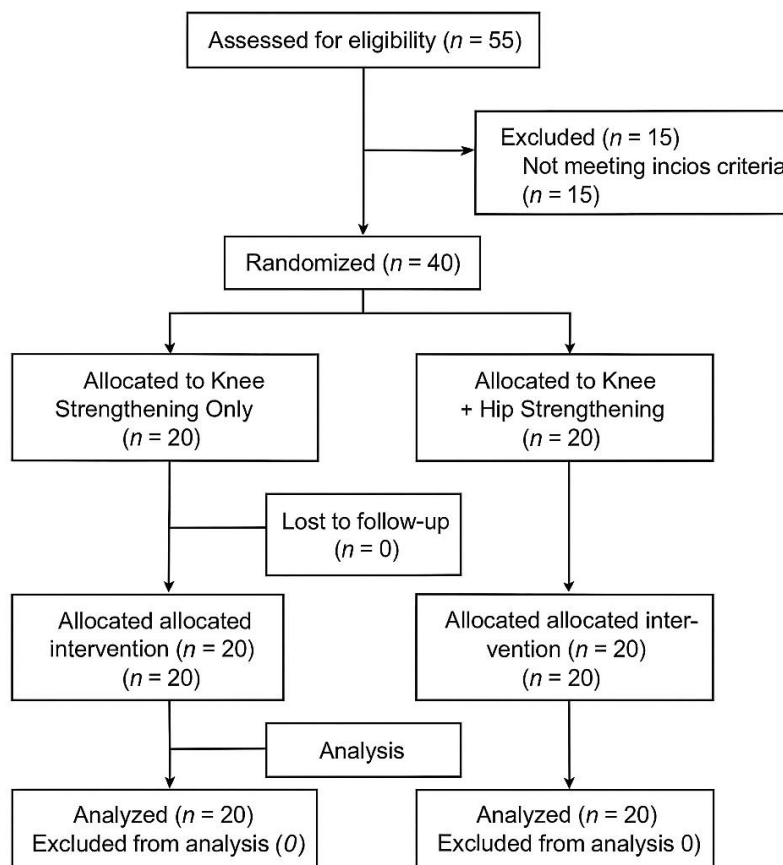 Assessed for eligibility (n = 55)
Excluded (n = 15)
Not meeting incios criteria
(n = 15)
Randomized (n = 40)
Allocated to Knee
Strengthening Only
(n = 20)
Allocated to Knee
+ Hip Strengthening
(n = 20)
Lost to follow-up
(n = 0)
Allocated allocated
intervention (n = 20)
(n = 20)
Allocated allocated inter-
vention (n = 20)
(n = 20)
Analysis
Analyzed (n = 20)
Excluded from analysis (0)
Analyzed (n = 20)
Excluded from analysis 0)